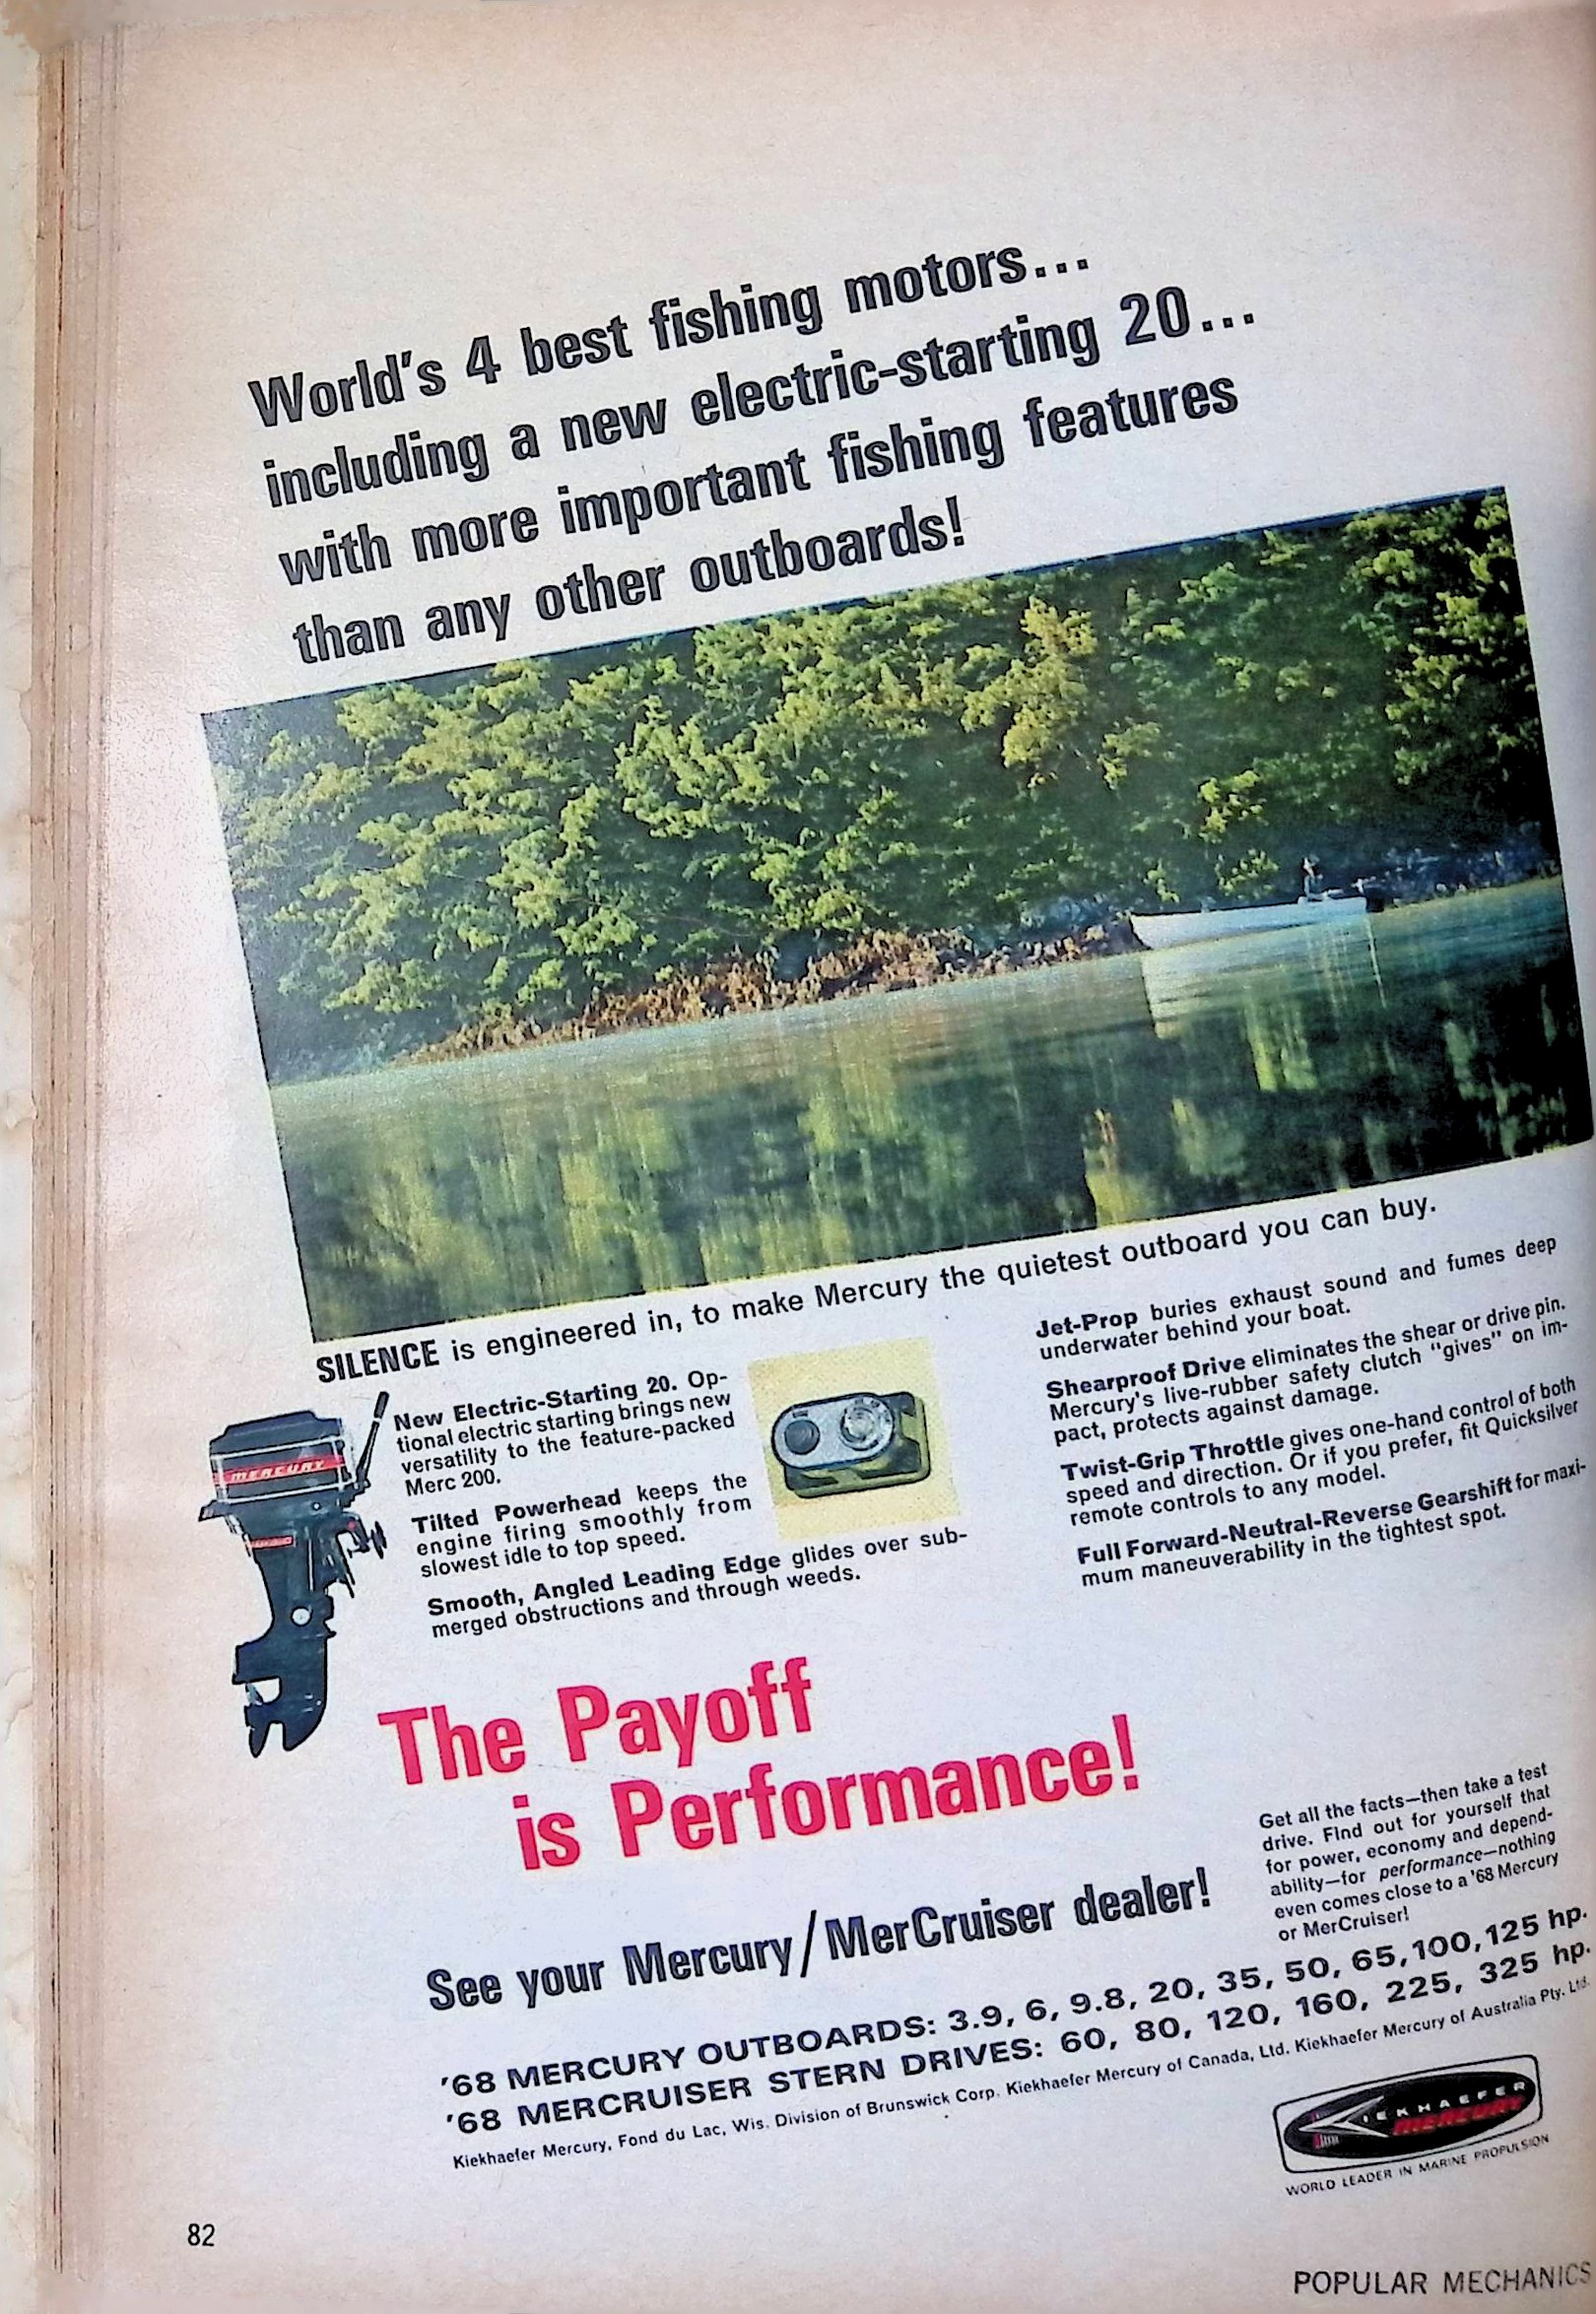 World's 4 best fishing motors...
including a new electric-starting 20...
with more important fishing features
than any other outboards!
SILENCE is engineered in, to make Mercury the quietest outboard you can buy.
MERCURY
New Electric-Starting 20. Op-
tional electric starting brings new
versatility to the feature-packed
Merc 200.
Tilted Powerhead keeps the
engine firing smoothly from
slowest idle to top speed.
Smooth, Angled Leading Edge glides over sub-
merged obstructions and through weeds.
Jet-Prop buries exhaust sound and fumes deep
underwater behind your boat.
Shearproof Drive eliminates the shear or drive pin.
Mercury's live-rubber safety clutch "gives" on im-
pact, protects against damage.
Twist-Grip Throttle gives one-hand control of both
speed and direction. Or if you prefer, fit Quicksilver
remote controls to any model.
Full Forward-Neutral-Reverse Gearshift for maxi-
mum maneuverability in the tightest spot.
The Payoff
is Performance!
See your Mercury/MerCruiser dealer!
Get all the facts—then take a test
drive. Find out for yourself that
for power, economy and depend-
ability—for performance—nothing
even comes close to a '68 Mercury
or MerCruiser!
'68 MERCURY OUTBOARDS: 3.9, 6, 9.8, 20, 35, 50, 65, 100, 125 hp.
'68 MERCRUISER STERN DRIVES: 60, 80, 120, 160, 225, 325 hp.
Kiekhaefer Mercury, Fond du Lac, Wis. Division of Brunswick Corp. Kiekhaefer Mercury of Canada, Ltd. Kiekhaefer Mercury of Australia Pty. Ltd.
KIEKHAEFER
MERCURY
WORLD LEADER IN MARINE PROPULSION
82
POPULAR MECHANICS